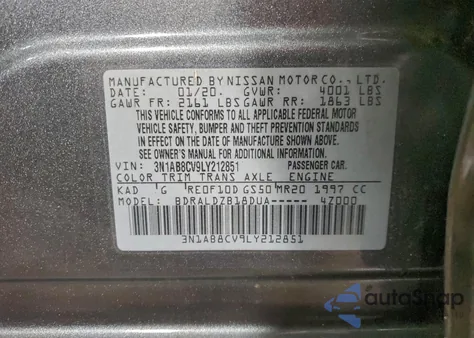 MANUFACTURED BY NISSAN MOTOR CO., LTD.
DATE: 01/20. GVWR: 4001 LBS
GAWR FR: 2161 LBS GAWR RR: 1863 LBS
THIS VEHICLE CONFORMS TO ALL APPLICABLE FEDERAL MOTOR
VEHICLE SAFETY, BUMPER AND THEFT PREVENTION STANDARDS
IN EFFECT ON THE DATE OF MANUFACTURE SHOWN ABOVE.
SEE OWNER'S MANUAL FOR ADDITIONAL INFORMATION.
VIN: 3N1AB8CV9LY212851 PASSENGER CAR.
COLOR TRIM TRANS AXLE ENGINE
KAD 'G 'RE0F10D'GS50'MR20 1997 CC
MODEL: BDRALDZB18DUA----- 4Z000
3N1AB8CV9LY212851
autoSnap